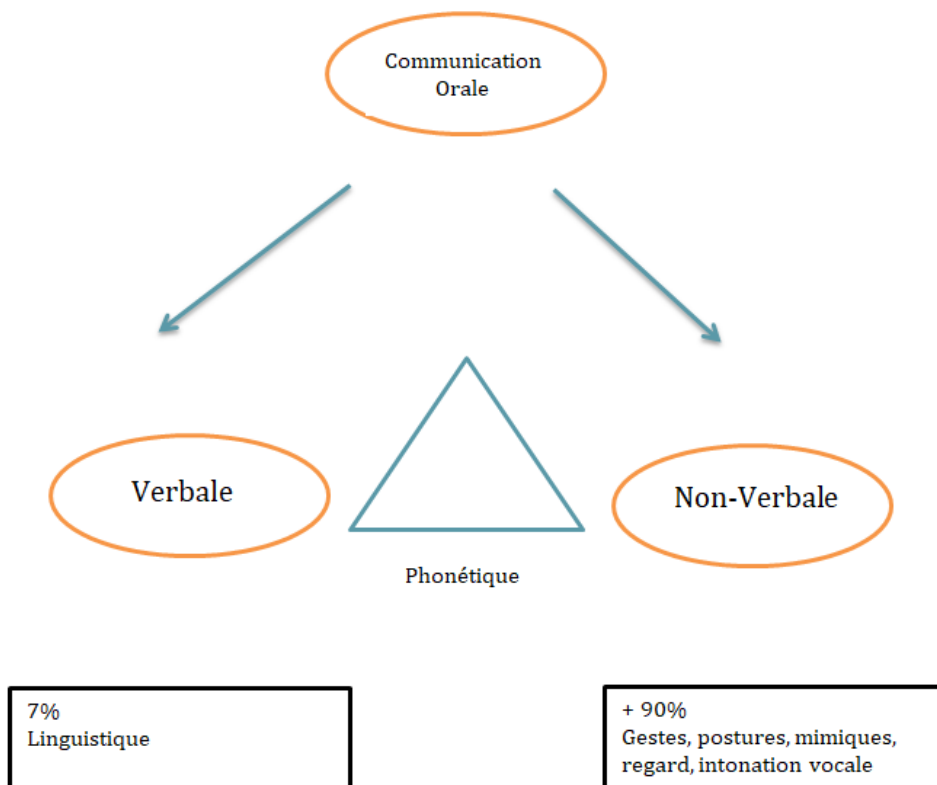 Communication
Orale
Verbale
Non-Verbale
Phonétique
7%
Linguistique
+ 90%
Gestes, postures, mimiques,
regard, intonation vocale